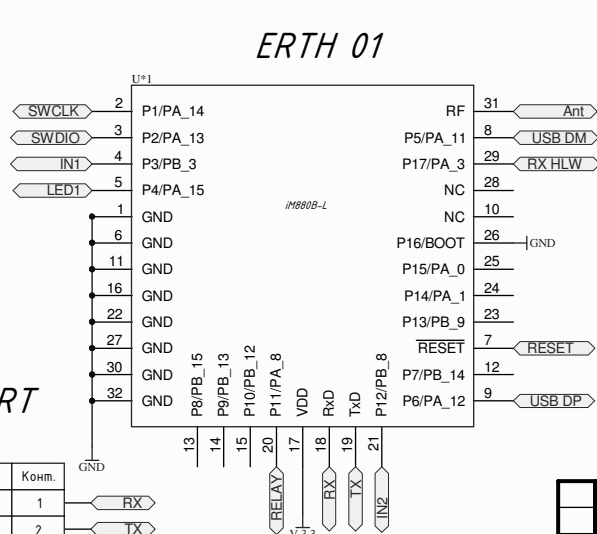 ERTH 01
U*1
SWCLK 2 P1/PA_14 RF 31 Ant
SWDIO 3 P2/PA_13 P5/PA_11 8 USB DM
IN1 4 P3/PB_3 P17/PA_3 29 RX HLW
LED1 5 P4/PA_15 NC 28
1 GND iM880B-L NC 10
6 GND P16/BOOT 26 GND
11 GND P15/PA_0 25
16 GND P14/PA_1 24
22 GND P13/PB_9 23
27 GND RESET 7 RESET
30 GND P7/PB_14 12
32 GND P6/PA_12 9 USB DP
P8/PB_15 P9/PB_13 P10/PB_12 P11/PA_8 VDD RxD TxD P12/PB_8
13 14 15 20 17 18 19 21
RT
GND
RELAY RX TX IN2
V 3.3
Конт.
1 RX
2 TX